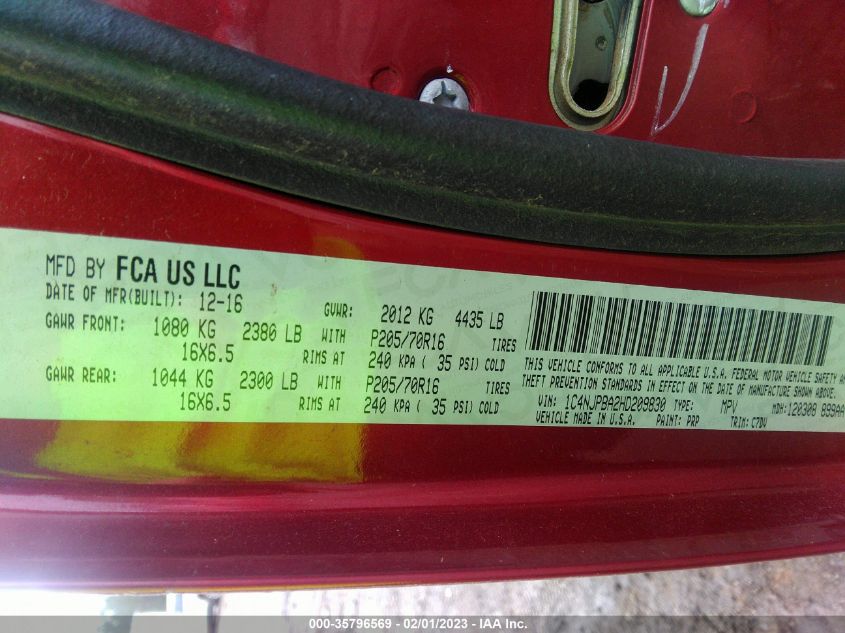 MFD BY FCA US LLC
DATE OF MFR(BUILT): 12-16 GVWR: 2012 KG 4435 LB
GAWR FRONT: 1080 KG 2380 LB WITH P205/70R16 TIRES
16X6.5 RIMS AT 240 KPA ( 35 PSI) COLD
GAWR REAR: 1044 KG 2300 LB WITH P205/70R16 TIRES
16X6.5 RIMS AT 240 KPA ( 35 PSI) COLD
THIS VEHICLE CONFORMS TO ALL APPLICABLE U.S.A. FEDERAL MOTOR VEHICLE SAFETY AN
THEFT PREVENTION STANDARDS IN EFFECT ON THE DATE OF MANUFACTURE SHOWN ABOVE.
VIN: 1C4NJPBA2HD209830 TYPE: MPV MDH:120308 899AA
VEHICLE MADE IN U.S.A. PAINT: PRP TRIM: C7DV
000-35796569 — 02/01/2023 — IAA Inc.